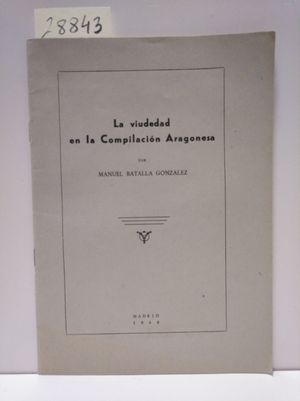 28843
La viudedad
en la Compilación Aragonesa
POR
MANUEL BATALLA GONZALEZ
MADRID